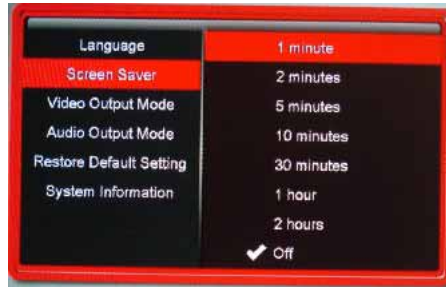 Language
Screen Saver
Video Output Mode
Audio Output Mode
Restore Default Setting
System Information
1 minute
2 minutes
5 minutes
10 minutes
30 minutes
1 hour
2 hours
Off